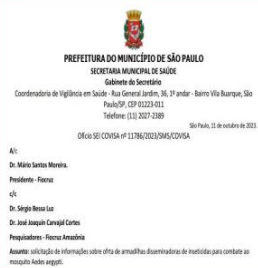 PREFEITURA DO MUNICÍPIO DE SÃO PAULO
SECRETARIA MUNICIPAL DE SAÚDE
Gabinete do Secretário
Coordenadoria de Vigilância em Saúde - Rua General Jardim, 36, 1º andar - Bairro Vila Buarque, São
Paulo/SP, CEP 01223-011
Telefone: (11) 2027-2389
São Paulo, 11 de outubro de 2023.
Ofício SEI COVISA nº 11786/2023/SMS/COVISA
A/c
Dr. Mário Santos Moreira.
Presidente - Fiocruz
c/c
Dr. Sérgio Bessa Luz
Dr. José Joaquín Carvajal Cortes
Pesquisadores - Fiocruz Amazônia
Assunto: solicitação de informações sobre oferta de armadilhas disseminadoras de inseticidas para combate ao
mosquito Aedes aegypti.